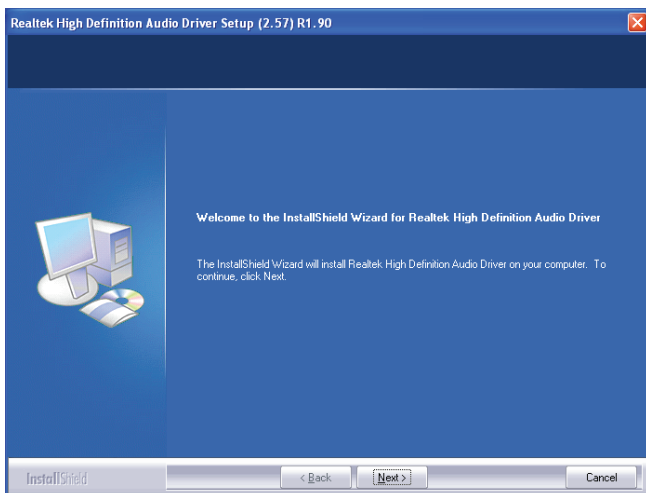 Realtek High Definition Audio Driver Setup (2.57) R1.90
Welcome to the InstallShield Wizard for Realtek High Definition Audio Driver
The InstallShield Wizard will install Realtek High Definition Audio Driver on your computer. To
continue, click Next.
InstallShield
< Back
Next >
Cancel